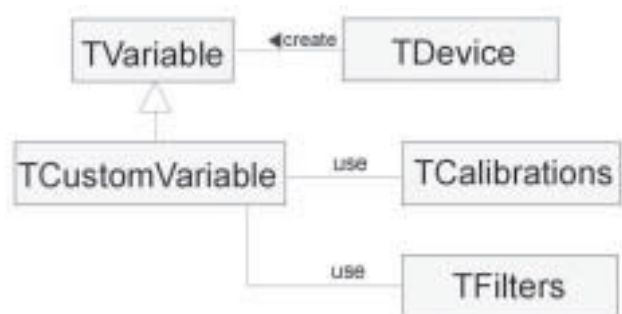 TVariable
create
TDevice
TCustomVariable
use
TCalibrations
use
TFilters